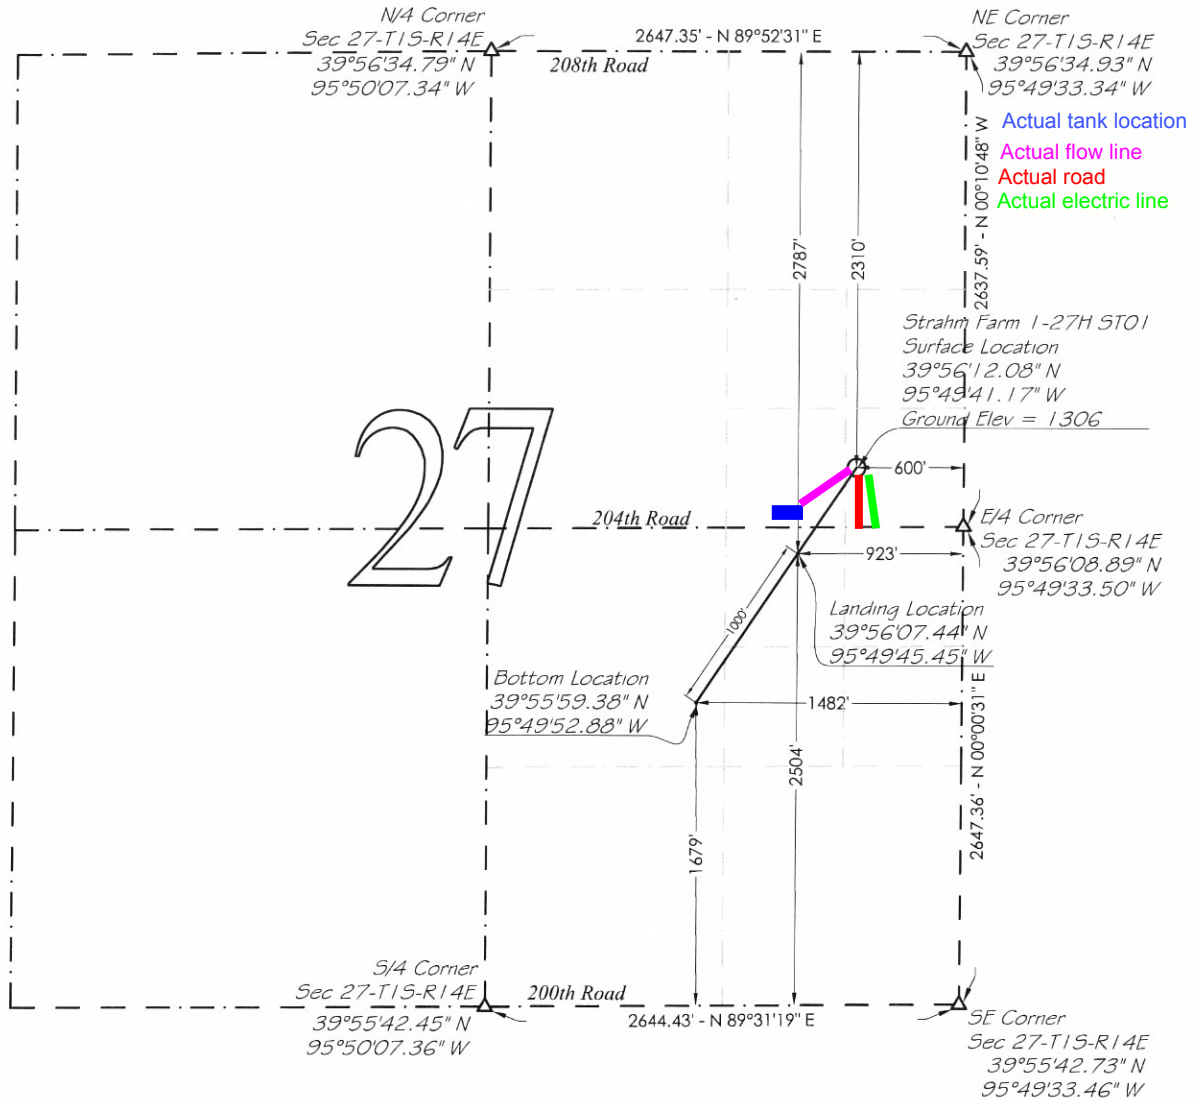 N/4 Corner
Sec 27-T1S-R14E
39°56'34.79" N
95°50'07.34" W
2647.35' - N 89°52'31" E
208th Road
NE Corner
Sec 27-T1S-R14E
39°56'34.93" N
95°49'33.34" W
Actual tank location
Actual flow line
Actual road
Actual electric line
2637.59' - N 00°10'48" W
2787'
2310'
Strahm Farm 1-27H ST01
Surface Location
39°56'12.08" N
95°49'41.17" W
Ground Elev = 1306
27
600'
204th Road
E/4 Corner
Sec 27-T1S-R14E
39°56'08.89" N
95°49'33.50" W
923'
1000'
Landing Location
39°56'07.44" N
95°49'45.45" W
Bottom Location
39°55'59.38" N
95°49'52.88" W
1482'
2504'
1679'
2647.36' - N 00°00'31" E
S/4 Corner
Sec 27-T1S-R14E
39°55'42.45" N
95°50'07.36" W
200th Road
2644.43' - N 89°31'19" E
SE Corner
Sec 27-T1S-R14E
39°55'42.73" N
95°49'33.46" W